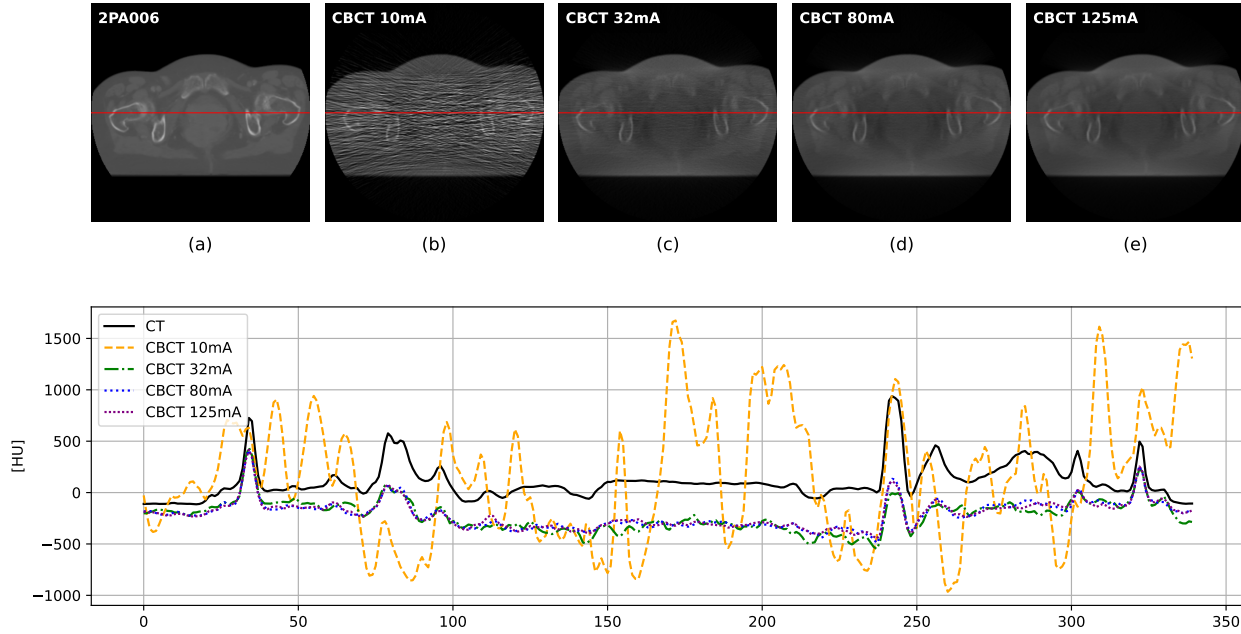 2PA006
CBCT 10mA
CBCT 32mA
CBCT 80mA
CBCT 125mA
(a)
(b)
(c)
(d)
(e)
[HU]
1500
1000
500
0
−500
−1000
CT
CBCT 10mA
CBCT 32mA
CBCT 80mA
CBCT 125mA
0
50
100
150
200
250
300
350